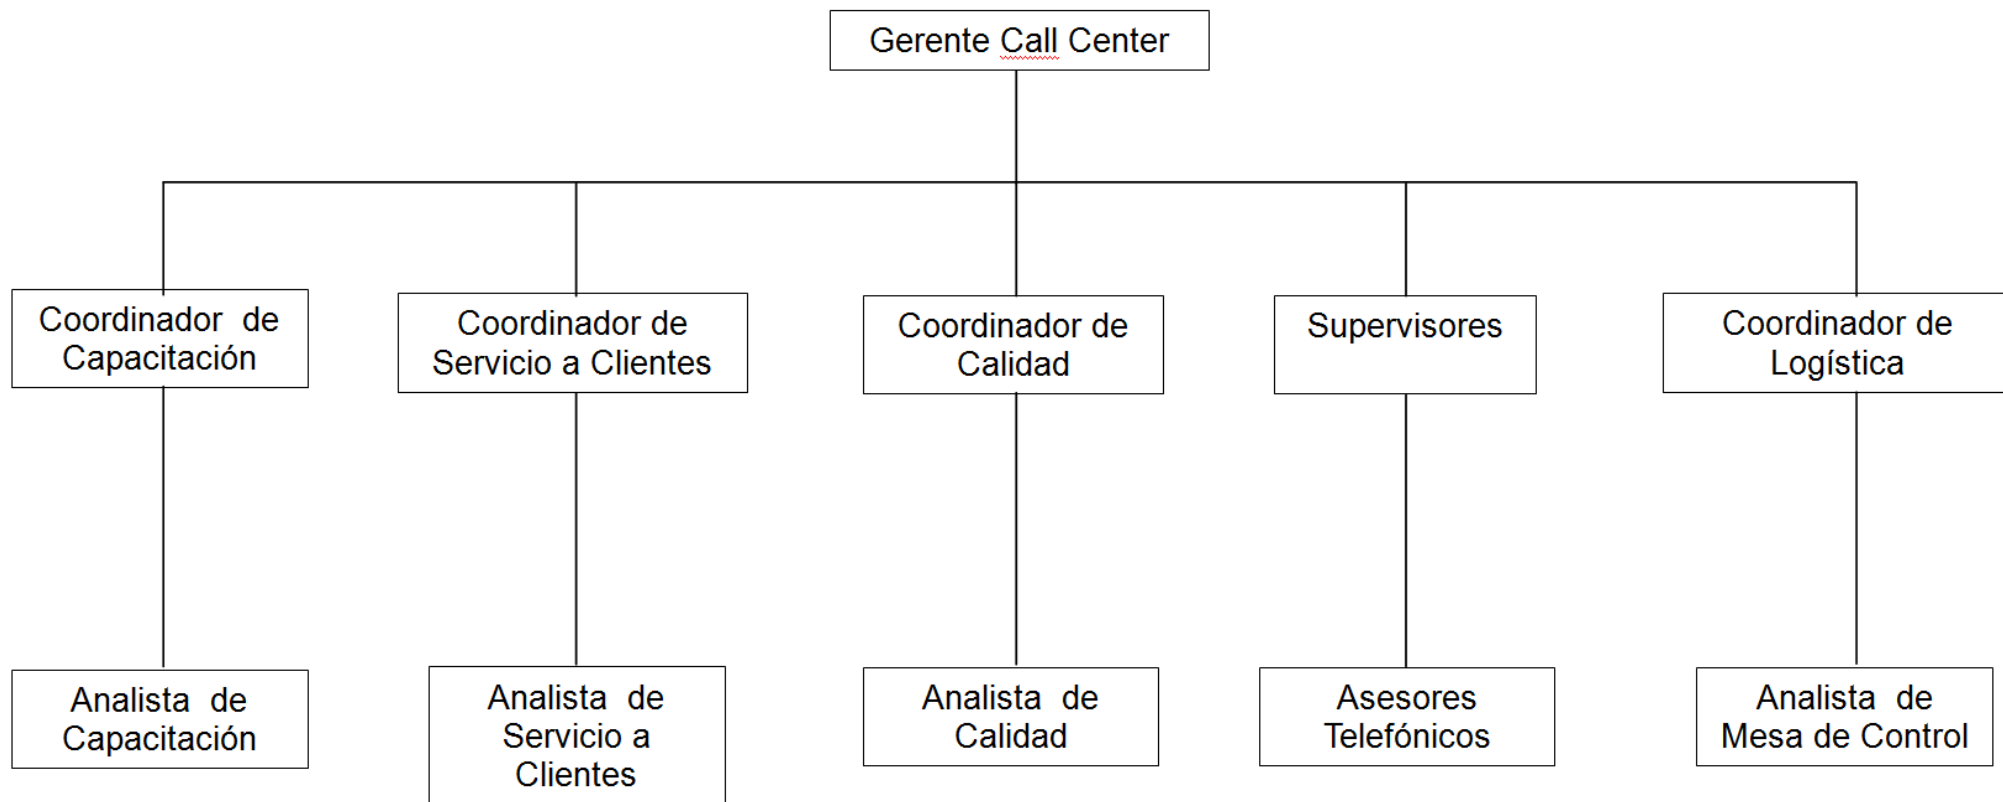 Gerente Call Center
Coordinador de
Capacitación
Coordinador de
Servicio a Clientes
Coordinador de
Calidad
Supervisores
Coordinador de
Logística
Analista de
Capacitación
Analista de
Servicio a
Clientes
Analista de
Calidad
Asesores
Telefónicos
Analista de
Mesa de Control